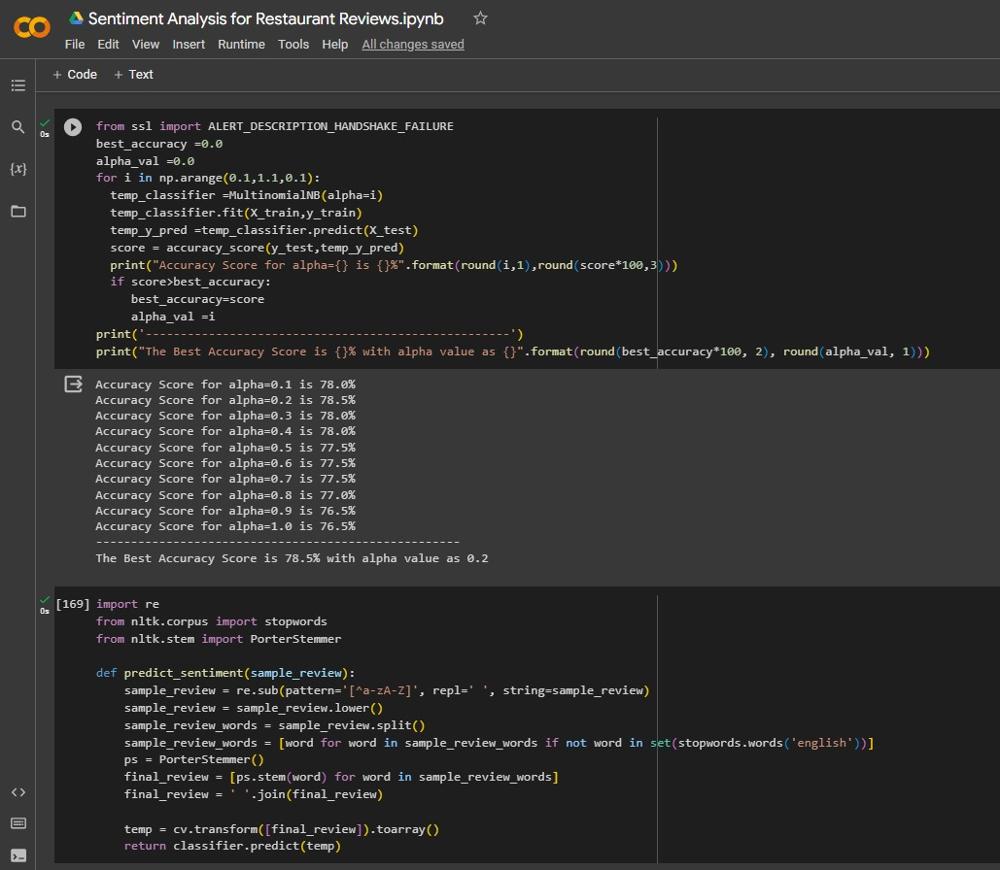 Sentiment Analysis for Restaurant Reviews.ipynb
File Edit View Insert Runtime Tools Help All changes saved
+ Code + Text
0s
from ssl import ALERT_DESCRIPTION_HANDSHAKE_FAILURE
best_accuracy =0.0
alpha_val =0.0
for i in np.arange(0.1,1.1,0.1):
  temp_classifier =MultinomialNB(alpha=i)
  temp_classifier.fit(X_train,y_train)
  temp_y_pred =temp_classifier.predict(X_test)
  score = accuracy_score(y_test,temp_y_pred)
  print("Accuracy Score for alpha={} is {}%".format(round(i,1),round(score*100,3)))
  if score>best_accuracy:
     best_accuracy=score
     alpha_val =i
print('----------------------------------------------------')
print("The Best Accuracy Score is {}% with alpha value as {}".format(round(best_accuracy*100, 2), round(alpha_val, 1)))
Accuracy Score for alpha=0.1 is 78.0%
Accuracy Score for alpha=0.2 is 78.5%
Accuracy Score for alpha=0.3 is 78.0%
Accuracy Score for alpha=0.4 is 78.0%
Accuracy Score for alpha=0.5 is 77.5%
Accuracy Score for alpha=0.6 is 77.5%
Accuracy Score for alpha=0.7 is 77.5%
Accuracy Score for alpha=0.8 is 77.0%
Accuracy Score for alpha=0.9 is 76.5%
Accuracy Score for alpha=1.0 is 76.5%
----------------------------------------------------
The Best Accuracy Score is 78.5% with alpha value as 0.2
0s
[169] import re
from nltk.corpus import stopwords
from nltk.stem import PorterStemmer
def predict_sentiment(sample_review):
    sample_review = re.sub(pattern='[^a-zA-Z]', repl=' ', string=sample_review)
    sample_review = sample_review.lower()
    sample_review_words = sample_review.split()
    sample_review_words = [word for word in sample_review_words if not word in set(stopwords.words('english'))]
    ps = PorterStemmer()
    final_review = [ps.stem(word) for word in sample_review_words]
    final_review = ' '.join(final_review)
    temp = cv.transform([final_review]).toarray()
    return classifier.predict(temp)
{x}